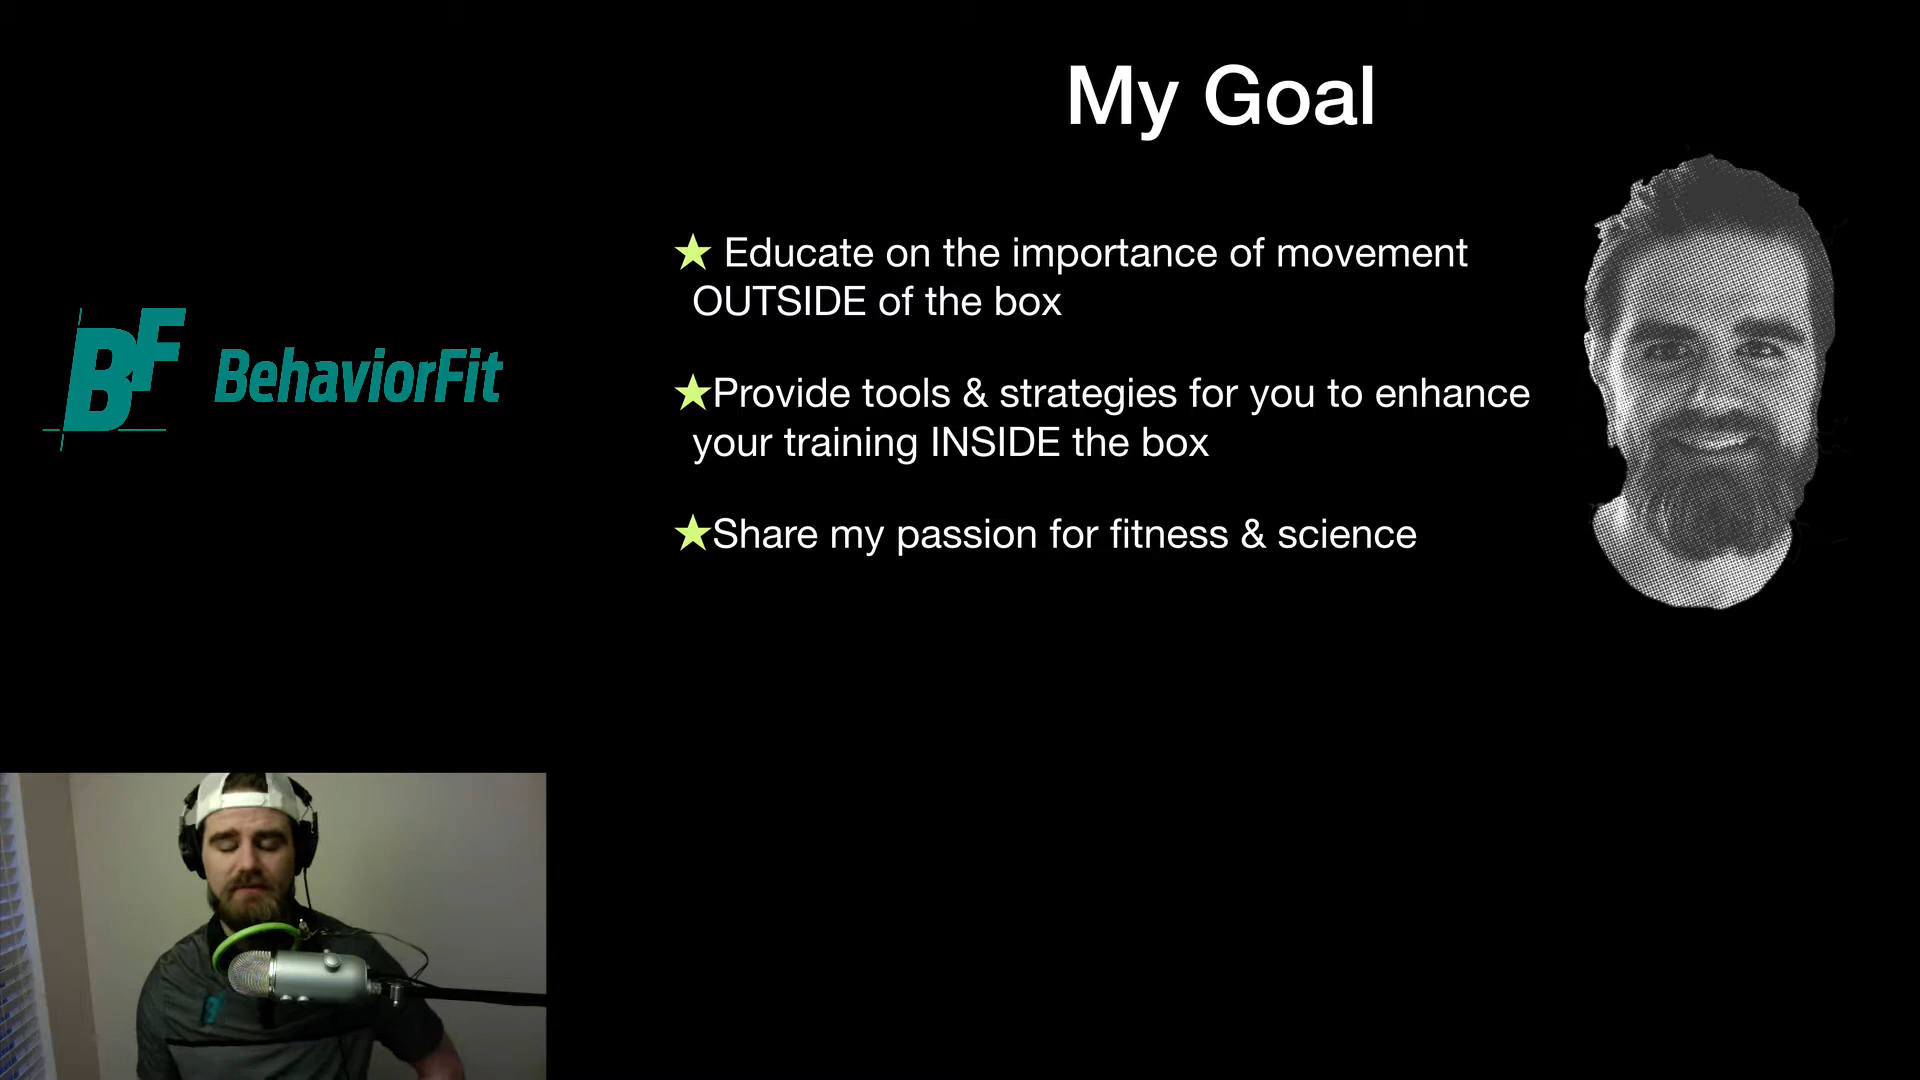 My Goal
★ Educate on the importance of movement
OUTSIDE of the box
★Provide tools & strategies for you to enhance
your training INSIDE the box
★Share my passion for fitness & science
BF BehaviorFit